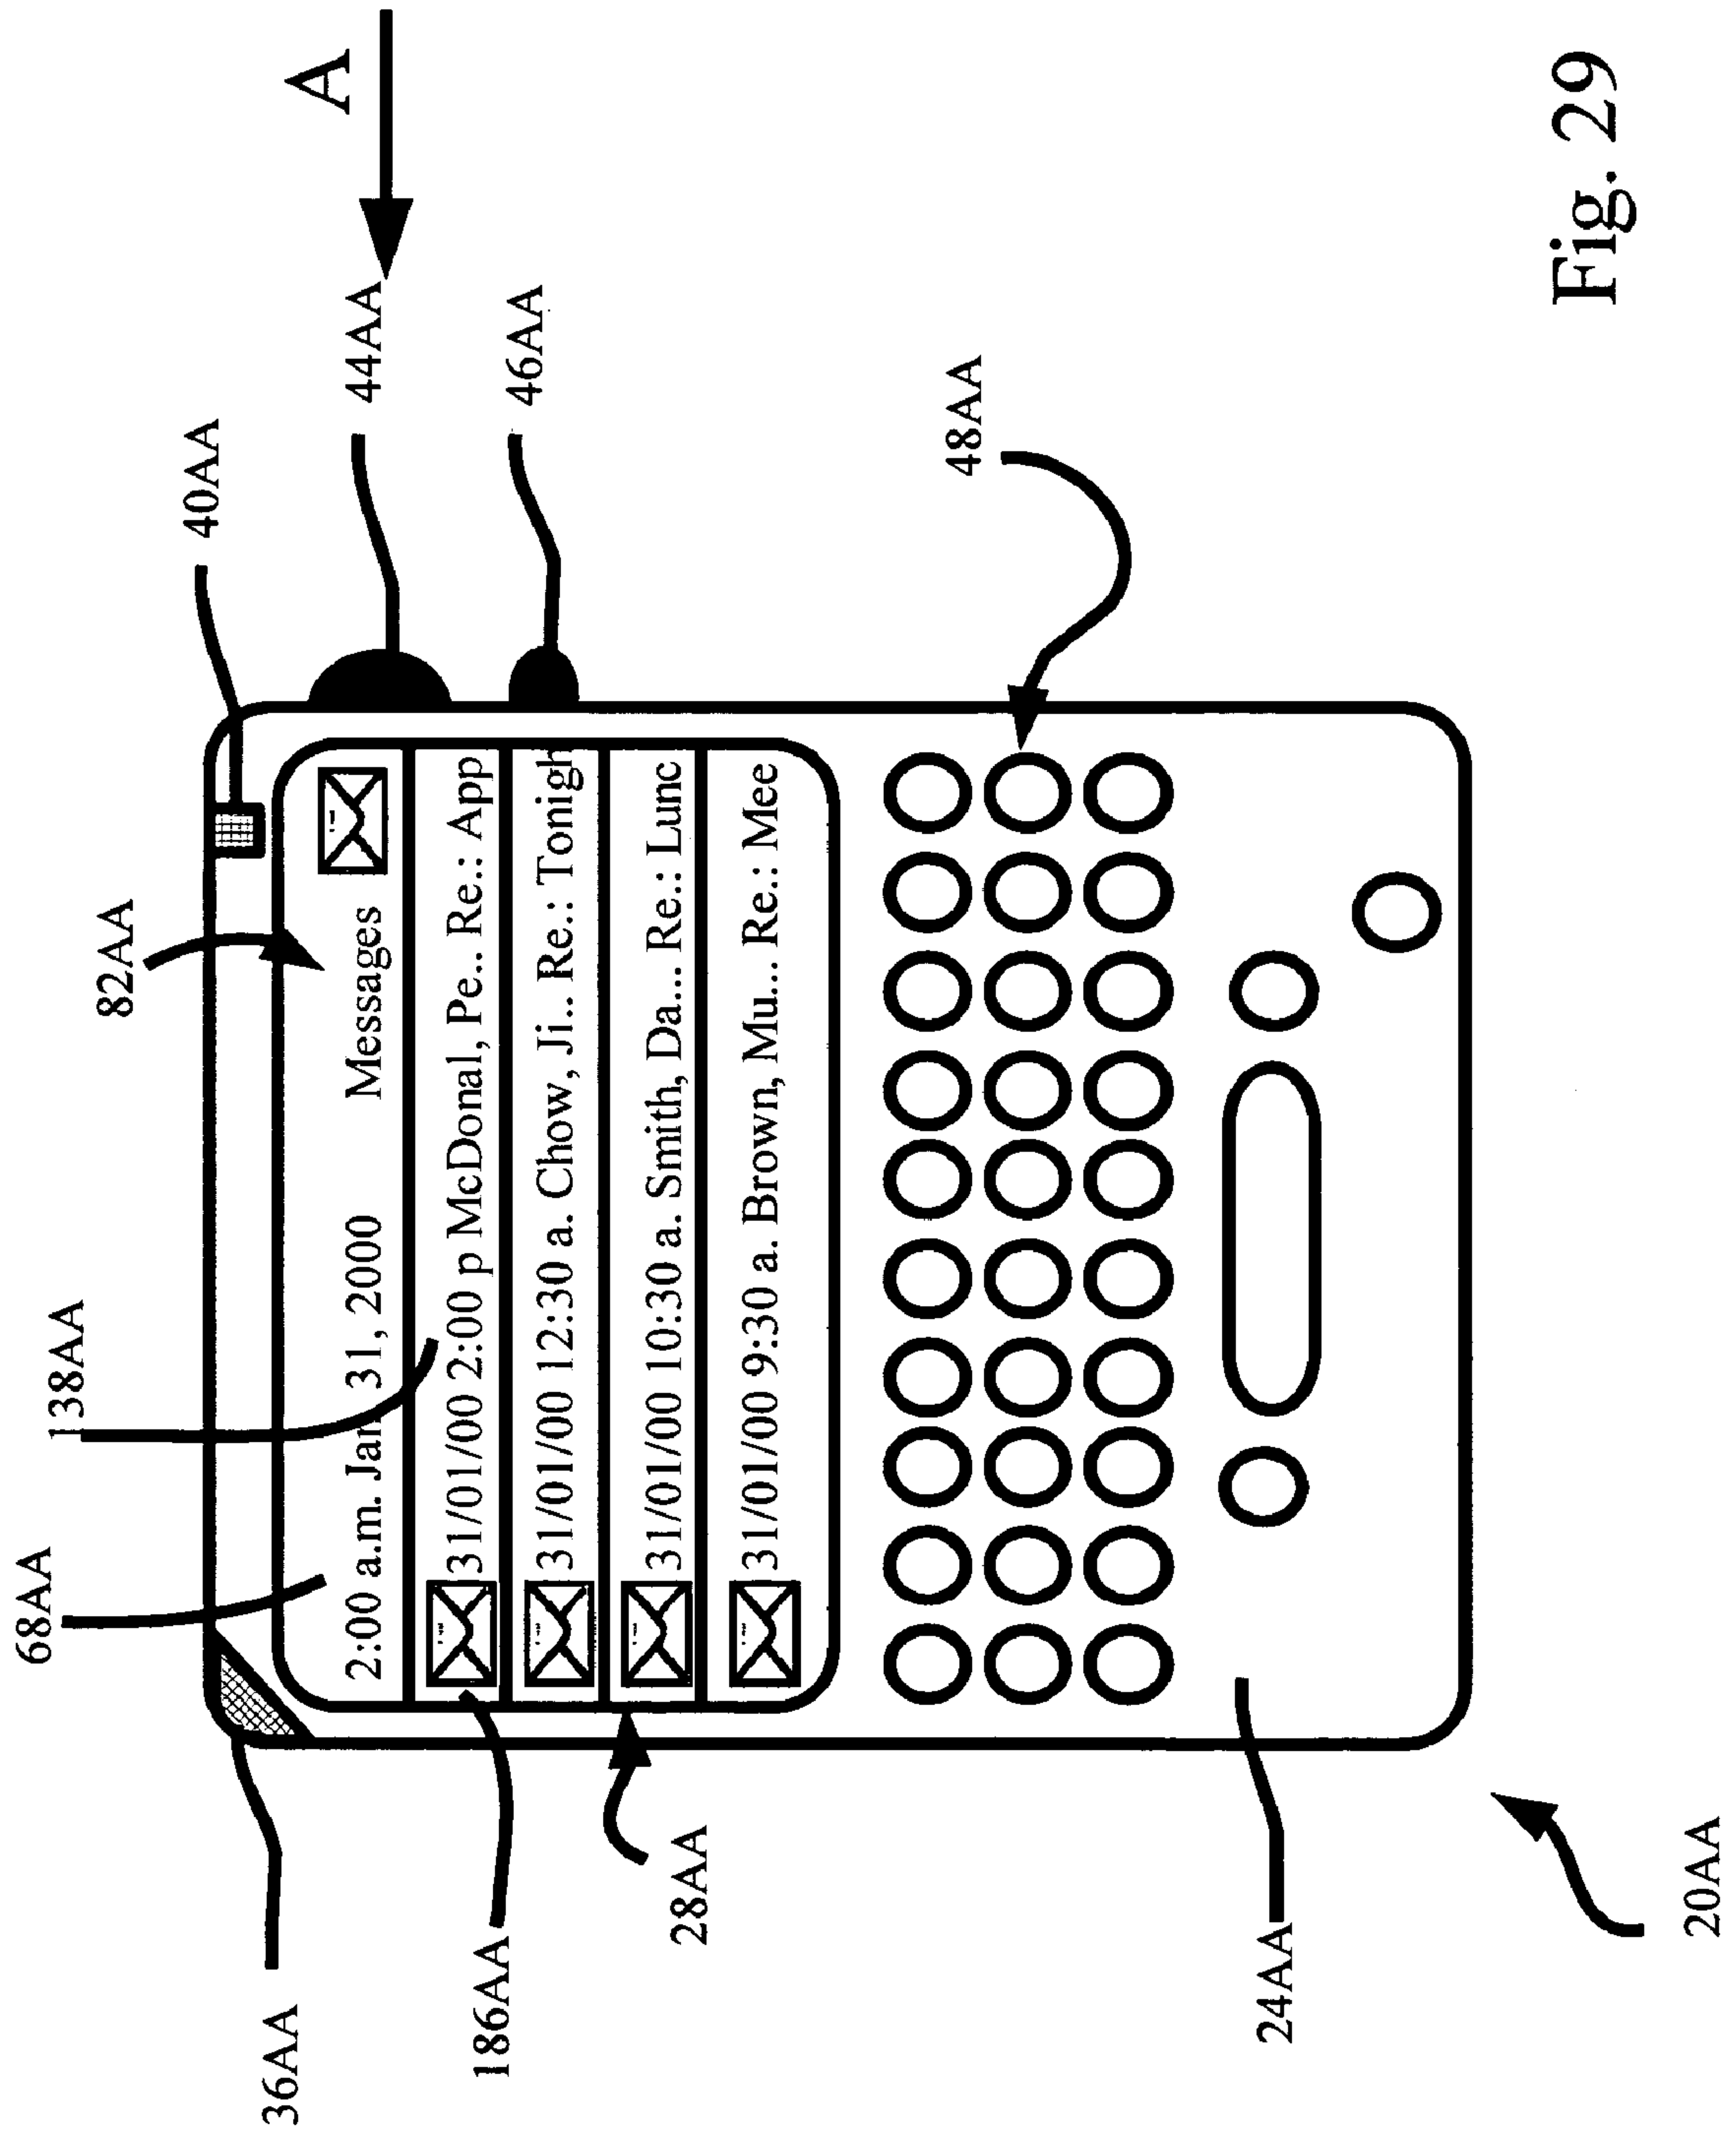 68AA
138AA
82AA
40AA
36AA
A
44AA
2:00 a.m. Jan 31, 2000 Messages
186AA
31/01/00 2:00 p McDonal, Pe.. Re.: App
46AA
31/01/00 12:30 a. Chow, Ji.. Re.: Tonigh
28AA
31/01/00 10:30 a. Smith, Da... Re.: Lunc
31/01/00 9:30 a. Brown, Mu... Re.: Mee
48AA
24AA
20AA
Fig. 29